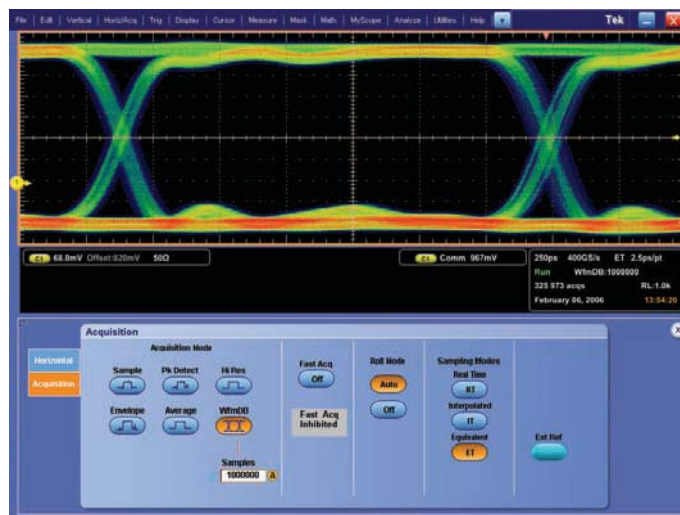 File | Edit | Vertical | Horiz/Acq | Trig | Display | Cursor | Measure | Mask | Math | MyScope | Analyze | Utilities | Help
Tek
1
C1 68.0mV Offset:820mV 50Ω
C1 Comm 967mV
250ps 400GS/s ET 2.5ps/pt
Run WfmDB:1000000
325 973 acqs RL:1.0k
February 06, 2006 13:54:20
Acquisition
Horizontal
Acquisition
Acquisition Mode
Sample Pk Detect Hi Res
Envelope Average WfmDB
Samples
1000000 a
Fast Acq
Off
Fast Acq
Inhibited
Roll Mode
Auto
Off
Sampling Modes
Real Time
RT
Interpolated
IT
Equivalent
ET
Ext Ref